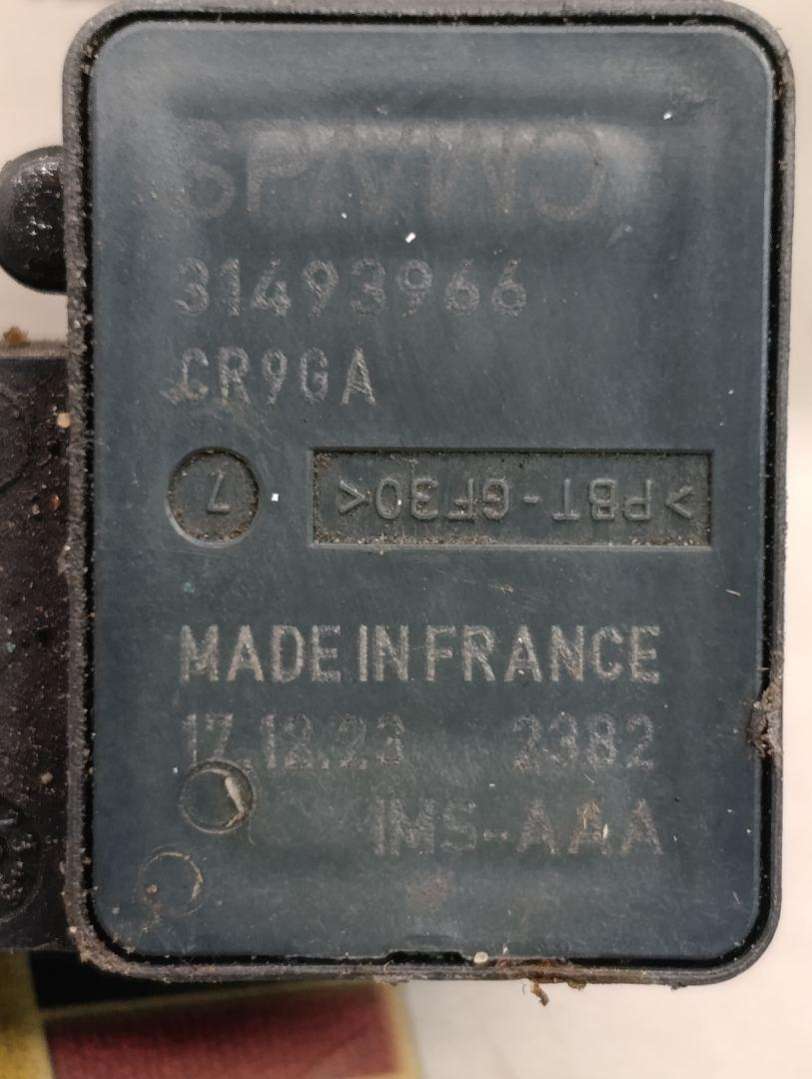 31493966
CR9GA
7
>PBT-GF30<
MADE IN FRANCE
17.12.23 2382
IMS-AAA